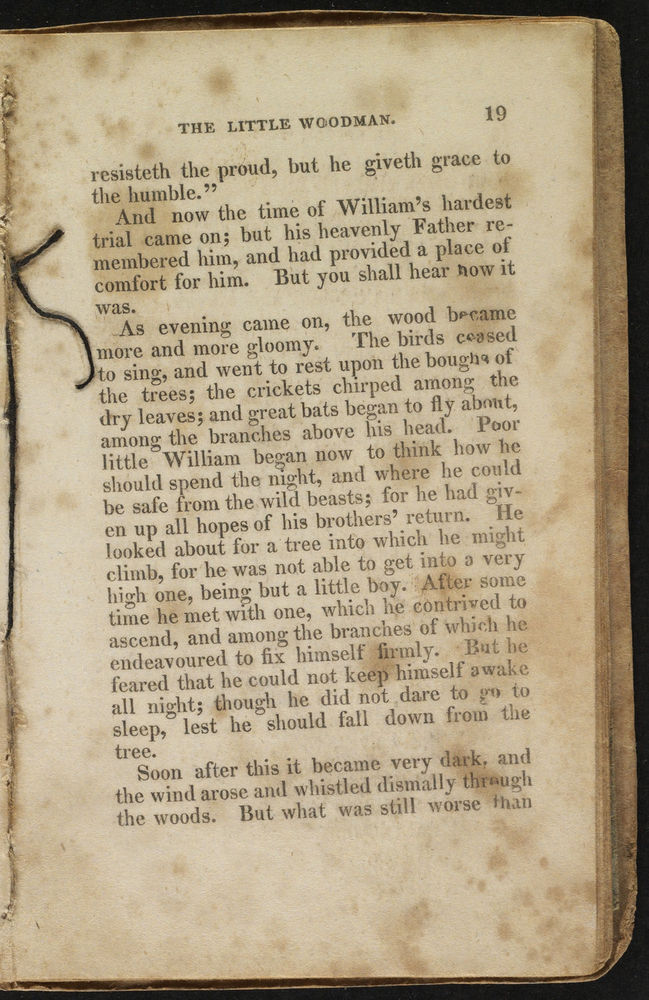 THE LITTLE WOODMAN. 19
resisteth the proud, but he giveth grace to
the humble.”
And now the time of William’s hardest
trial came on; but his heavenly Father re-
membered him, and had provided a place of
comfort for him. But you shall hear how it
was.
As evening came on, the wood became
more and more gloomy. The birds ceased
to sing, and went to rest upon the boughs of
the trees; the crickets chirped among the
dry leaves; and great bats began to fly about,
among the branches above his head. Poor
little William began now to think how he
should spend the night, and where he could
be safe from the wild beasts; for he had giv-
en up all hopes of his brothers’ return. He
looked about for a tree into which he might
climb, for he was not able to get into a very
high one, being but a little boy. After some
time he met with one, which he contrived to
ascend, and among the branches of which he
endeavoured to fix himself firmly. But he
feared that he could not keep himself awake
all night; though he did not dare to go to
sleep, lest he should fall down from the
tree.
Soon after this it became very dark, and
the wind arose and whistled dismally through
the woods. But what was still worse than